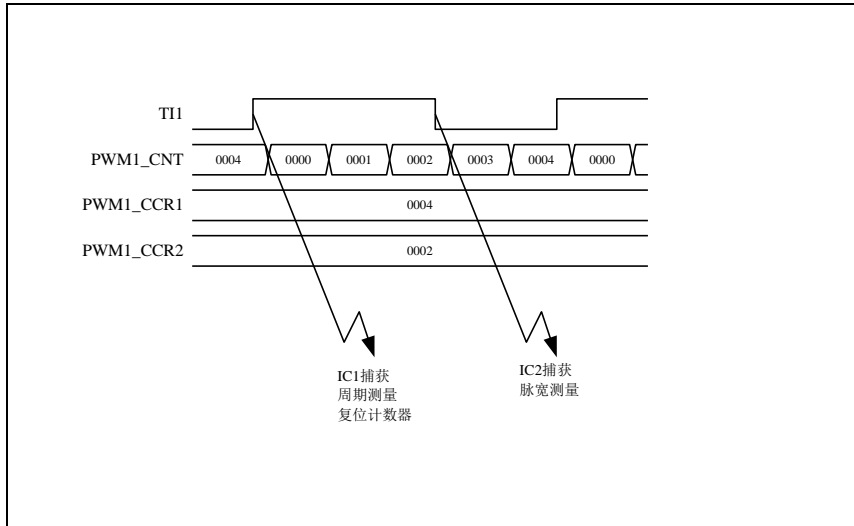 TI1
PWM1_CNT 0004 0000 0001 0002 0003 0004 0000
PWM1_CCR1 0004
PWM1_CCR2 0002
IC1捕获
周期测量
复位计数器
IC2捕获
脉宽测量